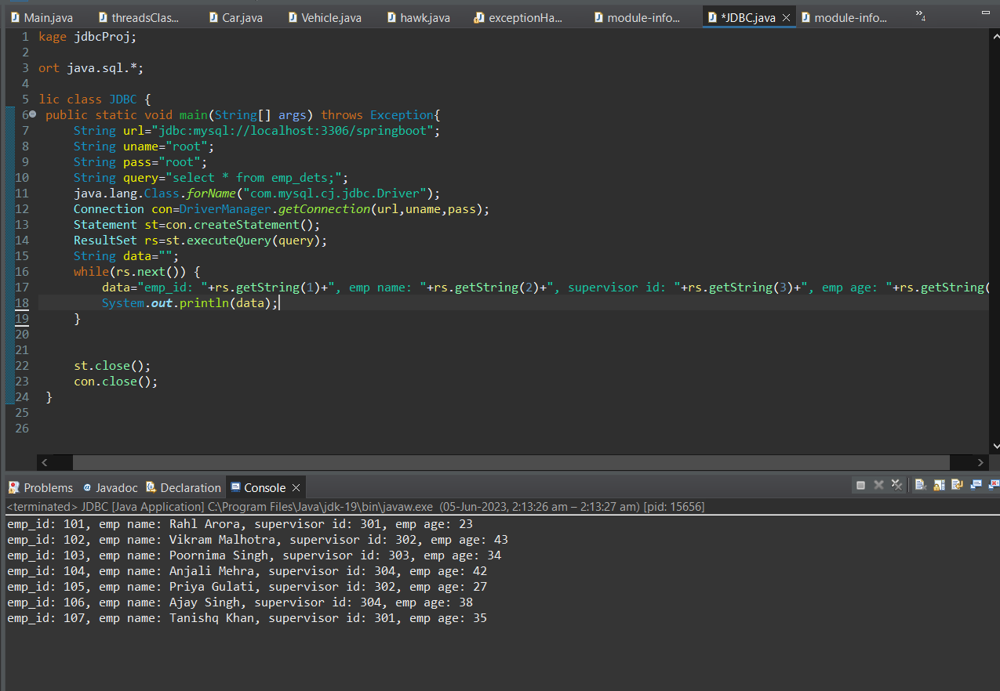 Main.java threadsClas... Car.java Vehicle.java hawk.java exceptionHa... module-info... *JDBC.java module-info... »4
1 kage jdbcProj;
2
3 ort java.sql.*;
4
5 lic class JDBC {
6 public static void main(String[] args) throws Exception{
7 String url="jdbc:mysql://localhost:3306/springboot";
8 String uname="root";
9 String pass="root";
10 String query="select * from emp_dets;";
11 java.lang.Class.forName("com.mysql.cj.jdbc.Driver");
12 Connection con=DriverManager.getConnection(url,uname,pass);
13 Statement st=con.createStatement();
14 ResultSet rs=st.executeQuery(query);
15 String data="";
16 while(rs.next()) {
17 data="emp_id: "+rs.getString(1)+", emp name: "+rs.getString(2)+", supervisor id: "+rs.getString(3)+", emp age: "+rs.getString(
18 System.out.println(data);
19 }
20
21
22 st.close();
23 con.close();
24 }
25
26
Problems Javadoc Declaration Console
<terminated> JDBC [Java Application] C:\Program Files\Java\jdk-19\bin\javaw.exe (05-Jun-2023, 2:13:26 am – 2:13:27 am) [pid: 15656]
emp_id: 101, emp name: Rahl Arora, supervisor id: 301, emp age: 23
emp_id: 102, emp name: Vikram Malhotra, supervisor id: 302, emp age: 43
emp_id: 103, emp name: Poornima Singh, supervisor id: 303, emp age: 34
emp_id: 104, emp name: Anjali Mehra, supervisor id: 304, emp age: 42
emp_id: 105, emp name: Priya Gulati, supervisor id: 302, emp age: 27
emp_id: 106, emp name: Ajay Singh, supervisor id: 304, emp age: 38
emp_id: 107, emp name: Tanishq Khan, supervisor id: 301, emp age: 35